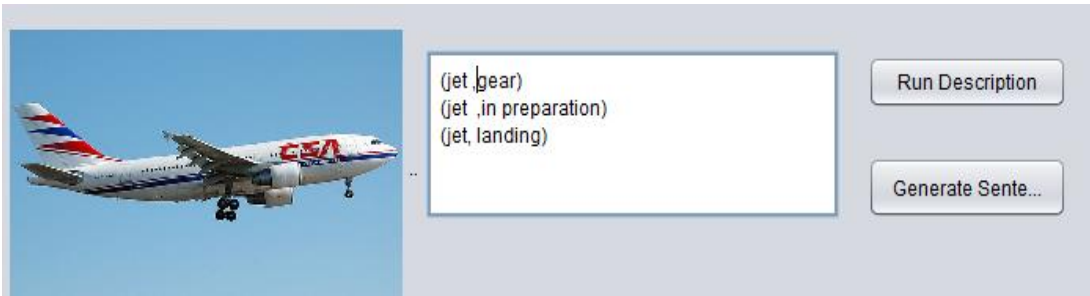 CSA
(jet ,gear)
(jet ,in preparation)
(jet, landing)
..
Run Description
Generate Sente...